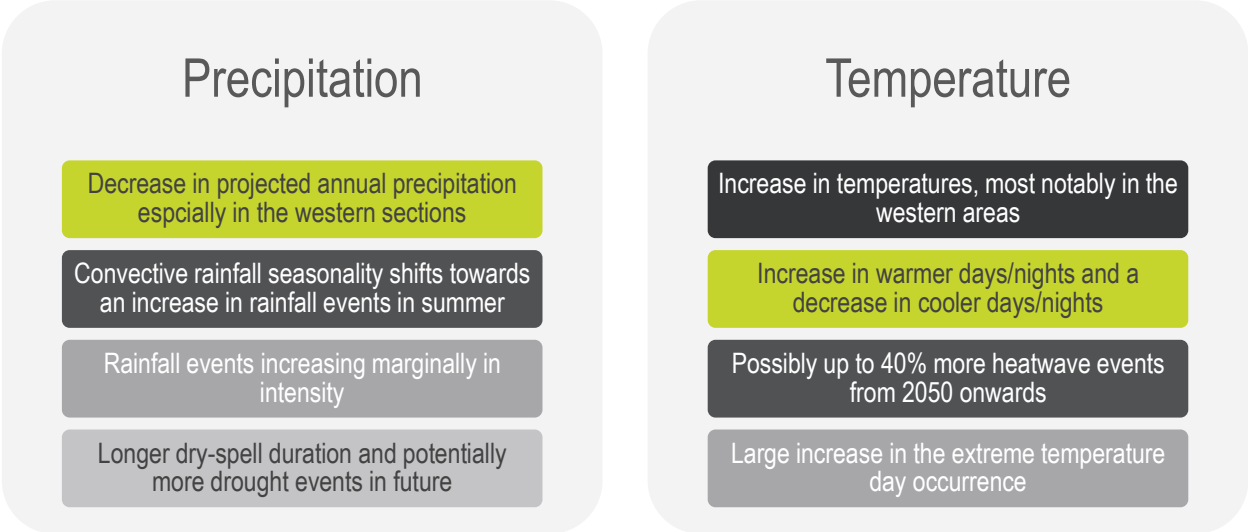 Precipitation
Decrease in projected annual precipitation
espcially in the western sections
Convective rainfall seasonality shifts towards
an increase in rainfall events in summer
Rainfall events increasing marginally in
intensity
Longer dry-spell duration and potentially
more drought events in future
Temperature
Increase in temperatures, most notably in the
western areas
Increase in warmer days/nights and a
decrease in cooler days/nights
Possibly up to 40% more heatwave events
from 2050 onwards
Large increase in the extreme temperature
day occurrence